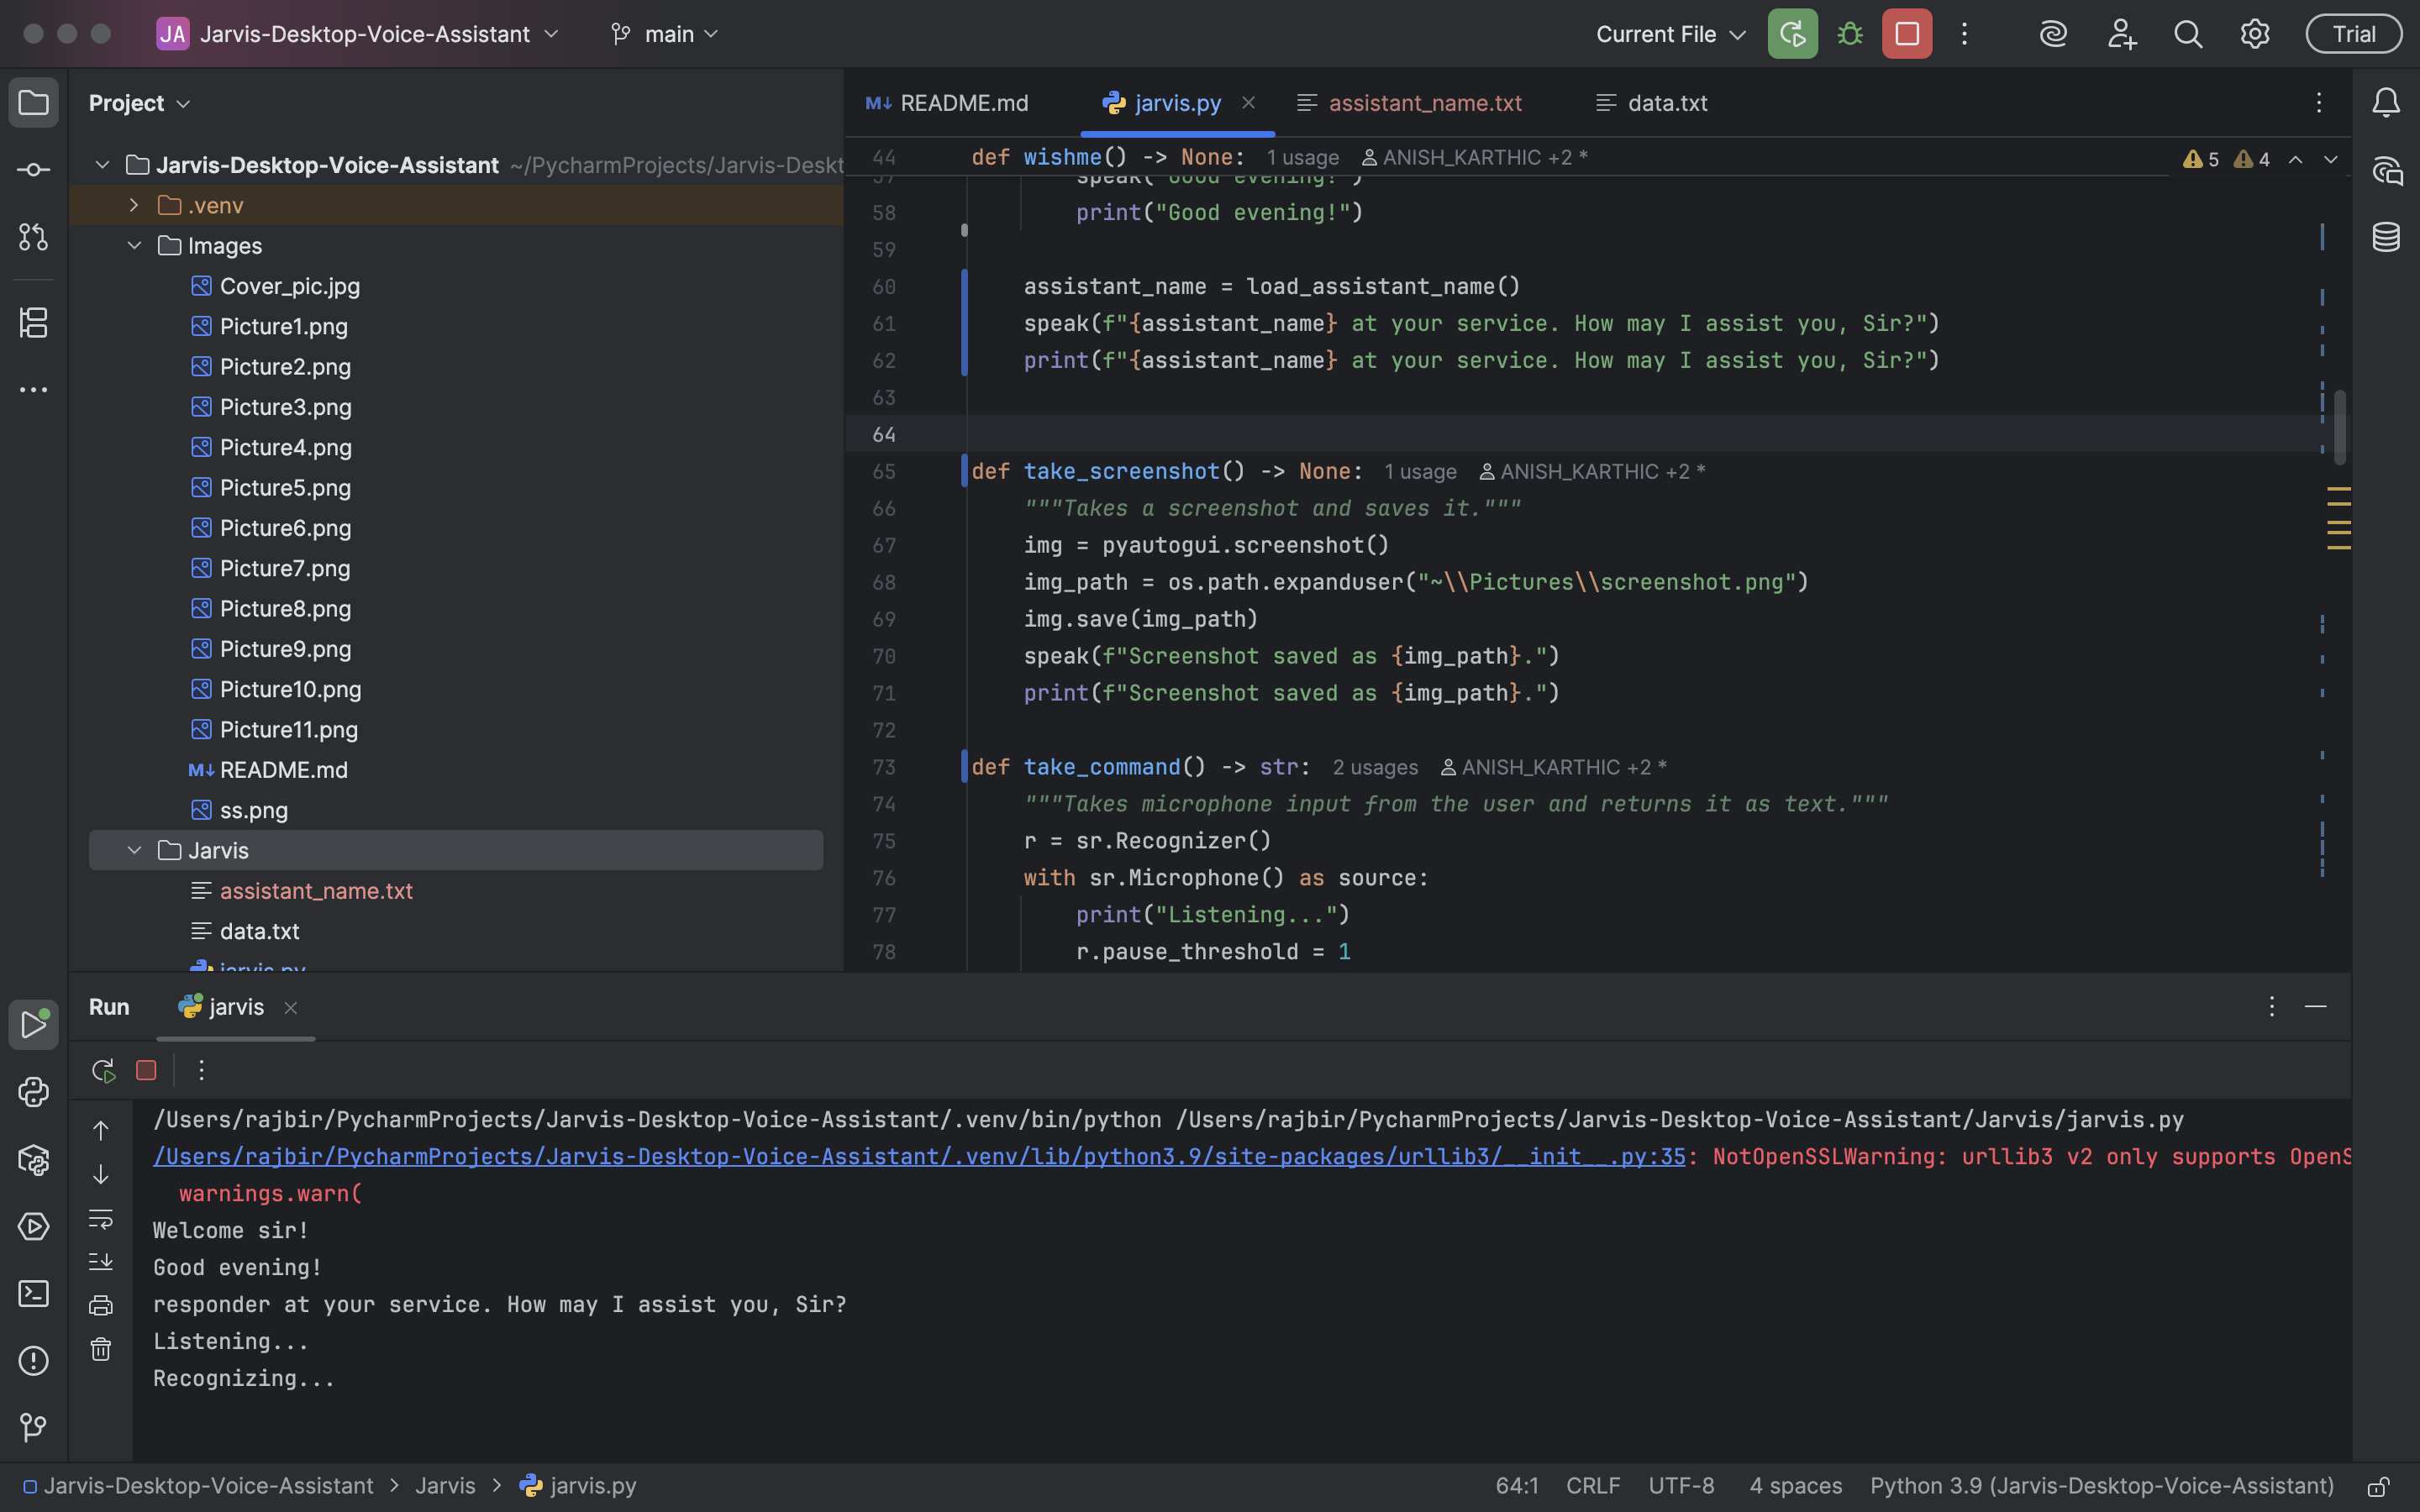 JA Jarvis-Desktop-Voice-Assistant main Current File Trial
Project
Jarvis-Desktop-Voice-Assistant ~/PycharmProjects/Jarvis-Deskt
.venv
Images
Cover_pic.jpg
Picture1.png
Picture2.png
Picture3.png
Picture4.png
Picture5.png
Picture6.png
Picture7.png
Picture8.png
Picture9.png
Picture10.png
Picture11.png
M↓ README.md
ss.png
Jarvis
assistant_name.txt
data.txt
jarvis.py
M↓ README.md jarvis.py assistant_name.txt data.txt
44 def wishme() -> None: 1 usage ANISH_KARTHIC +2 * 5 4
57 speak("Good evening!")
58 print("Good evening!")
59
60 assistant_name = load_assistant_name()
61 speak(f"{assistant_name} at your service. How may I assist you, Sir?")
62 print(f"{assistant_name} at your service. How may I assist you, Sir?")
63
64
65 def take_screenshot() -> None: 1 usage ANISH_KARTHIC +2 *
66 """Takes a screenshot and saves it."""
67 img = pyautogui.screenshot()
68 img_path = os.path.expanduser("~\\Pictures\\screenshot.png")
69 img.save(img_path)
70 speak(f"Screenshot saved as {img_path}.")
71 print(f"Screenshot saved as {img_path}.")
72
73 def take_command() -> str: 2 usages ANISH_KARTHIC +2 *
74 """Takes microphone input from the user and returns it as text."""
75 r = sr.Recognizer()
76 with sr.Microphone() as source:
77 print("Listening...")
78 r.pause_threshold = 1
Run jarvis
/Users/rajbir/PycharmProjects/Jarvis-Desktop-Voice-Assistant/.venv/bin/python /Users/rajbir/PycharmProjects/Jarvis-Desktop-Voice-Assistant/Jarvis/jarvis.py
/Users/rajbir/PycharmProjects/Jarvis-Desktop-Voice-Assistant/.venv/lib/python3.9/site-packages/urllib3/__init__.py:35: NotOpenSSLWarning: urllib3 v2 only supports OpenS
warnings.warn(
Welcome sir!
Good evening!
responder at your service. How may I assist you, Sir?
Listening...
Recognizing...
Jarvis-Desktop-Voice-Assistant > Jarvis > jarvis.py 64:1 CRLF UTF-8 4 spaces Python 3.9 (Jarvis-Desktop-Voice-Assistant)